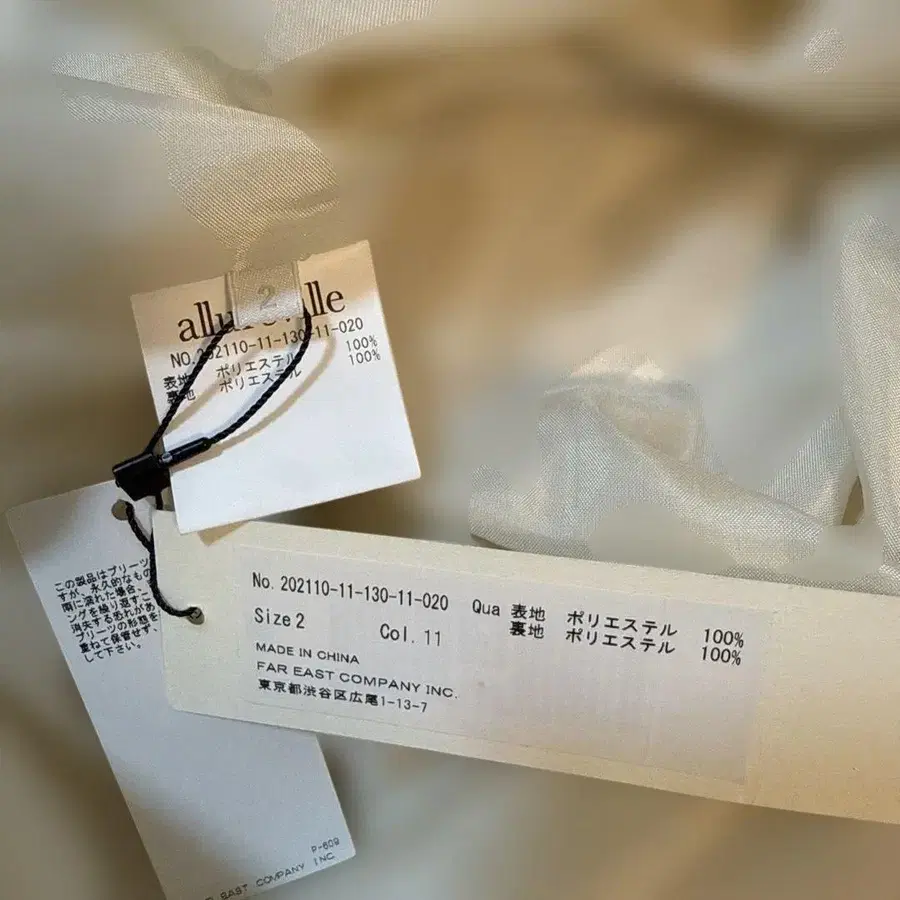 2
allureville
NO.202110-11-130-11-020
表地 ポリエステル 100%
裏地 ポリエステル 100%
この製品はプリーツ
すが、永久的なもの
雨に濡れた場合、
ングを繰り返すこ
消失する恐れがあ
プリーツの形態を
重ねて保管せず、
して下さい。
No. 202110-11-130-11-020 Qua 表地 ポリエステル 100%
裏地 ポリエステル 100%
Size 2 Col. 11
MADE IN CHINA
FAR EAST COMPANY INC.
東京都渋谷区広尾1-13-7
P-609
EAST COMPANY INC